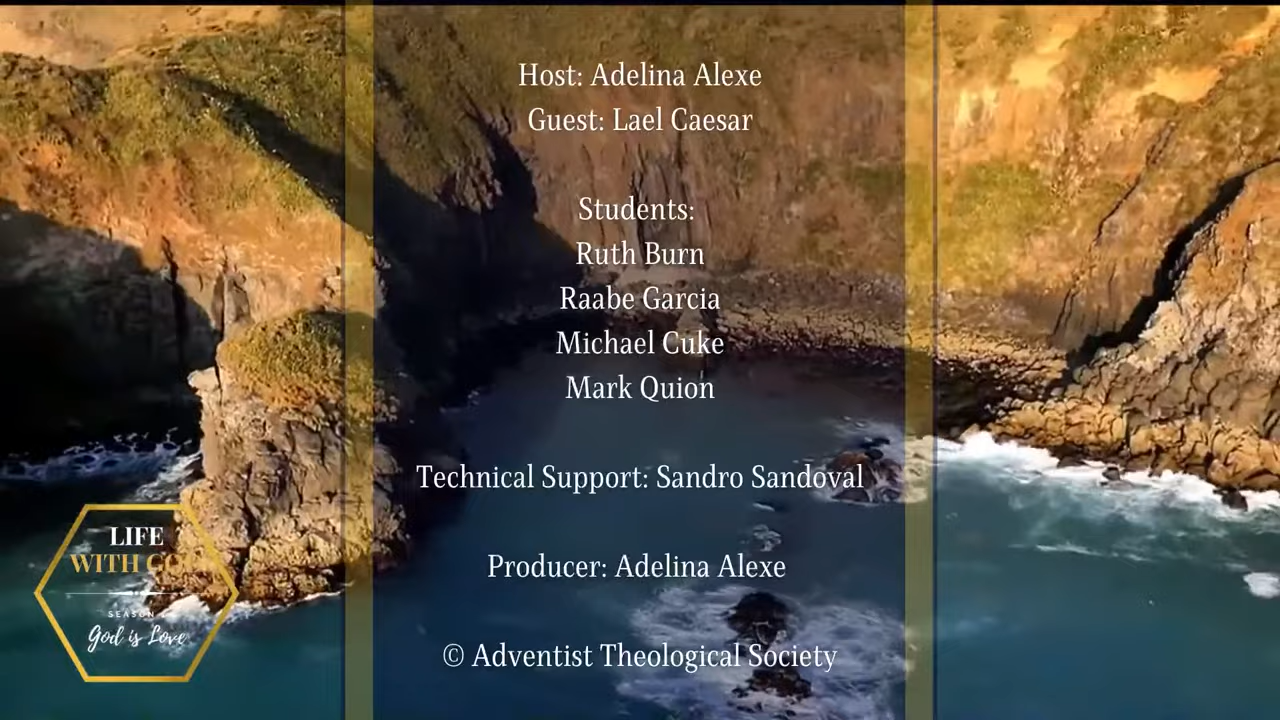 Host: Adelina Alexe
Guest: Lael Caesar
Students:
Ruth Burn
Raabe Garcia
Michael Cuke
Mark Quion
Technical Support: Sandro Sandoval
Producer: Adelina Alexe
© Adventist Theological Society
LIFE
WITH GOD
SEASON
God is Love